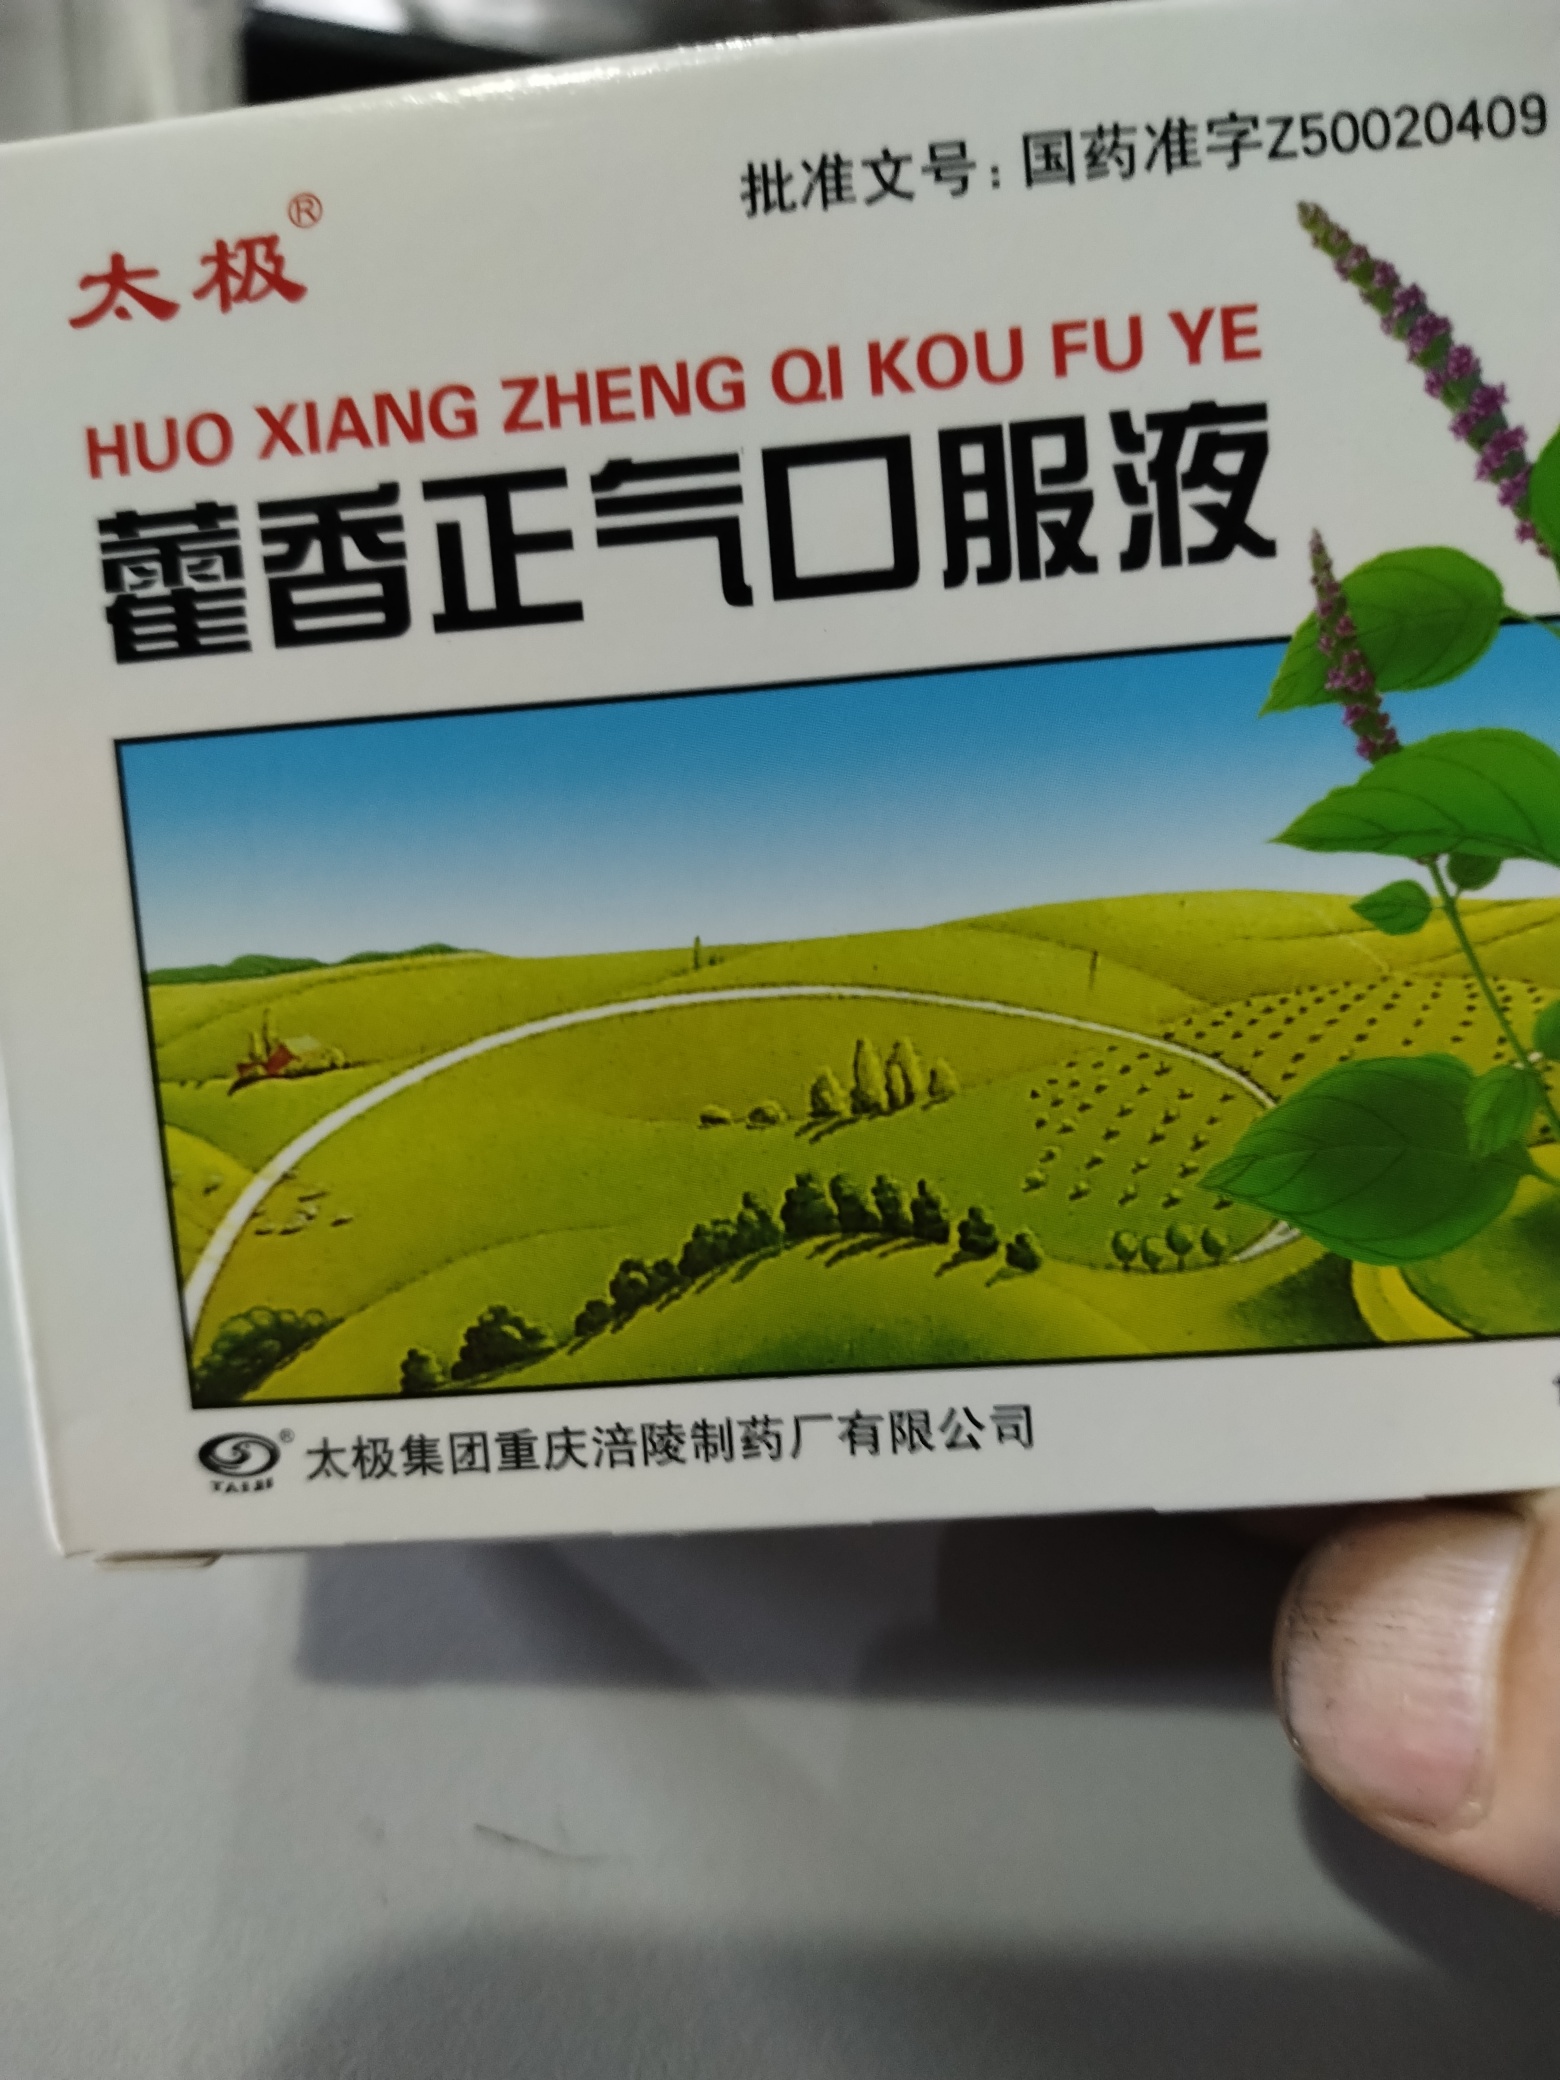 批准文号：国药准字Z50020409
太极®
HUO XIANG ZHENG QI KOU FU YE
藿香正气口服液
® 太极集团重庆涪陵制药厂有限公司
TAIJI